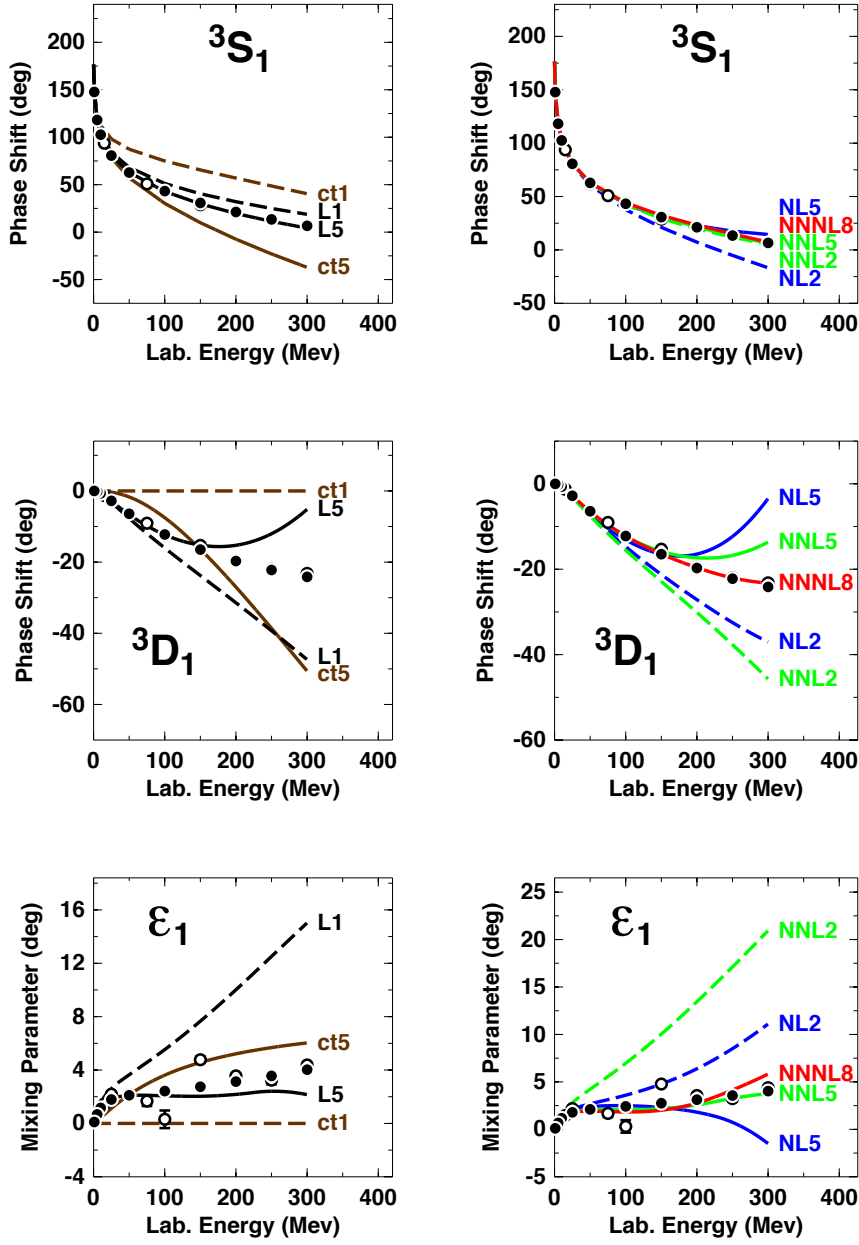 ³S₁
Phase Shift (deg)
200
150
100
50
0
-50
ct1
L1
L5
ct5
0 100 200 300 400
Lab. Energy (Mev)
³S₁
Phase Shift (deg)
200
150
100
50
0
-50
NL5
NNNL8
NNL5
NNL2
NL2
0 100 200 300 400
Lab. Energy (Mev)
³D₁
Phase Shift (deg)
0
-20
-40
-60
ct1
L5
L1
ct5
0 100 200 300 400
Lab. Energy (Mev)
³D₁
Phase Shift (deg)
0
-20
-40
-60
NL5
NNL5
NNNL8
NL2
NNL2
0 100 200 300 400
Lab. Energy (Mev)
ε₁
Mixing Parameter (deg)
16
12
8
4
0
-4
L1
ct5
L5
ct1
0 100 200 300 400
Lab. Energy (Mev)
ε₁
Mixing Parameter (deg)
25
20
15
10
5
0
-5
NNL2
NL2
NNNL8
NNL5
NL5
0 100 200 300 400
Lab. Energy (Mev)